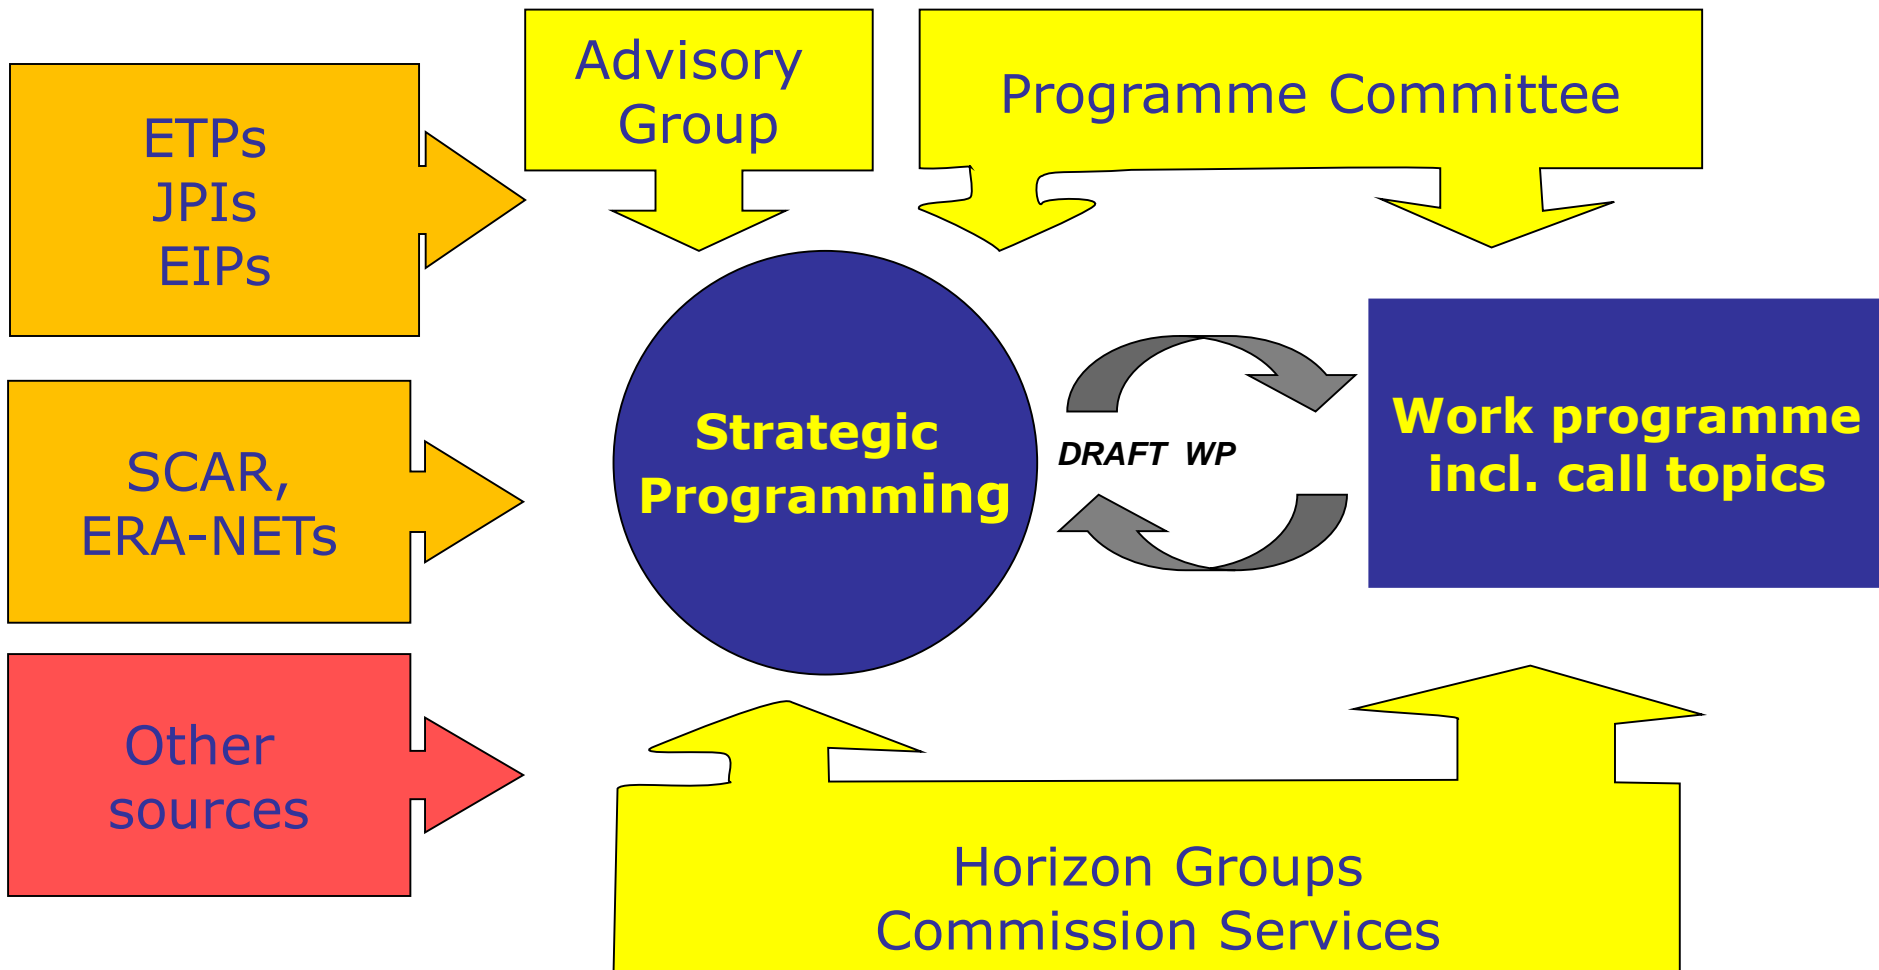 Advisory
Group
Programme Committee
ETPs
JPIs
EIPs
SCAR,
ERA-NETs
Other
sources
Strategic
Programming
DRAFT WP
Work programme
incl. call topics
Horizon Groups
Commission Services